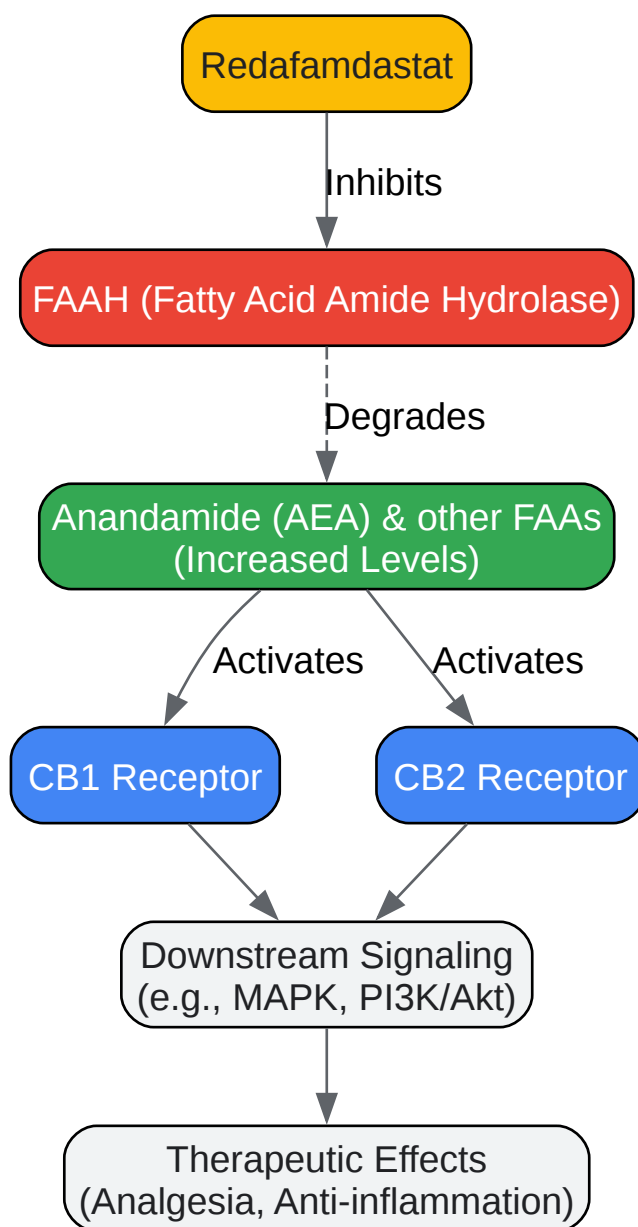 Redafamdastat
Inhibits
FAAH (Fatty Acid Amide Hydrolase)
Degrades
Anandamide (AEA) & other FAAs
(Increased Levels)
Activates
Activates
CB1 Receptor
CB2 Receptor
Downstream Signaling
(e.g., MAPK, PI3K/Akt)
Therapeutic Effects
(Analgesia, Anti-inflammation)